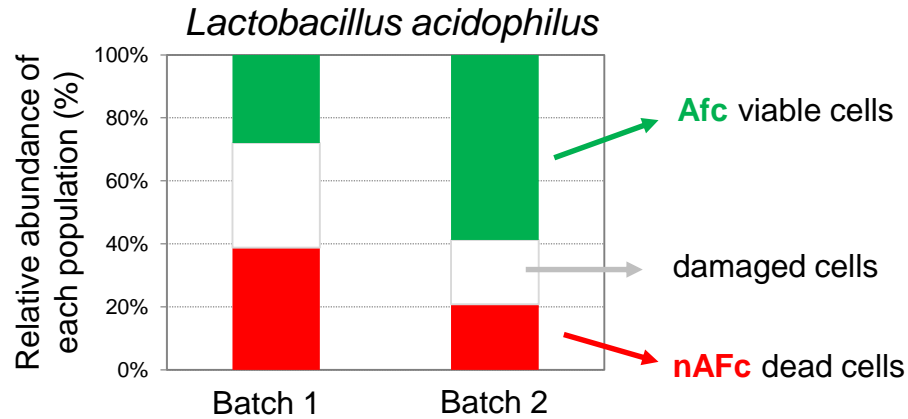 Lactobacillus acidophilus
Relative abundance of
each population (%)
100%
80%
60%
40%
20%
0%
Batch 1
Batch 2
Afc viable cells
damaged cells
nAFc dead cells